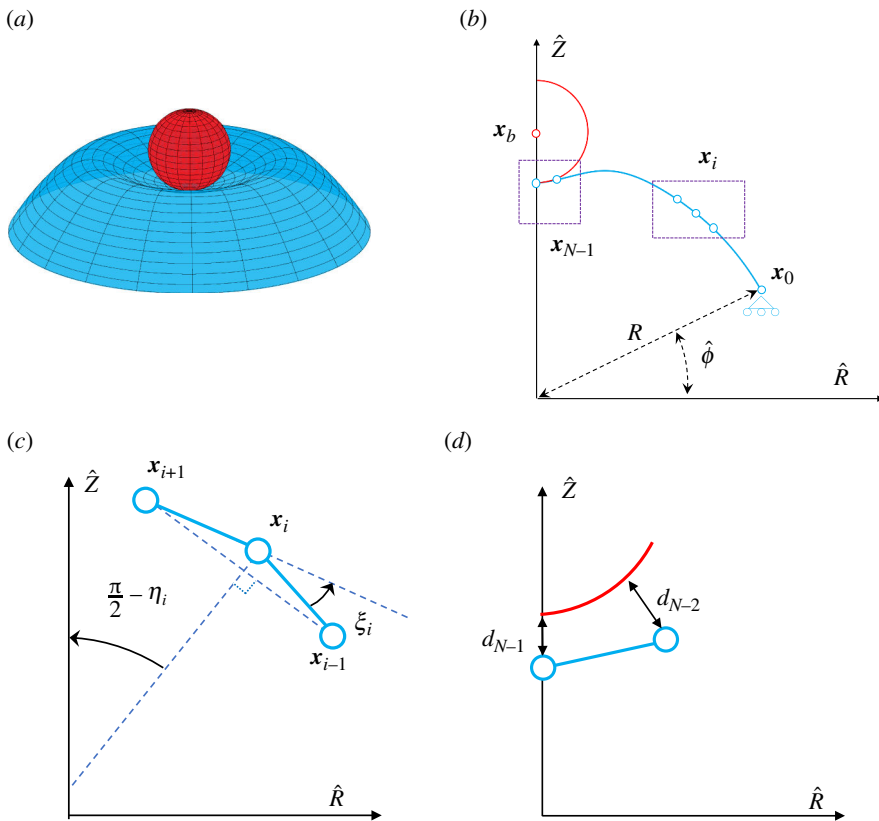 (a)
(b)
Ẑ
x_b
x_i
x_{N–1}
x_0
R
ϕ̂
R̂
(c)
(d)
Ẑ
x_{i+1}
x_i
π/2 – η_i
ξ_i
x_{i–1}
R̂
Ẑ
d_{N–2}
d_{N–1}
R̂